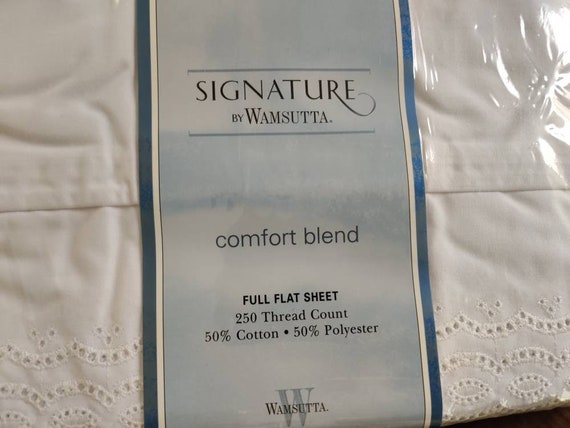 SIGNATURE
BY WAMSUTTA®
comfort blend
FULL FLAT SHEET
250 Thread Count
50% Cotton • 50% Polyester
W
WAMSUTTA®